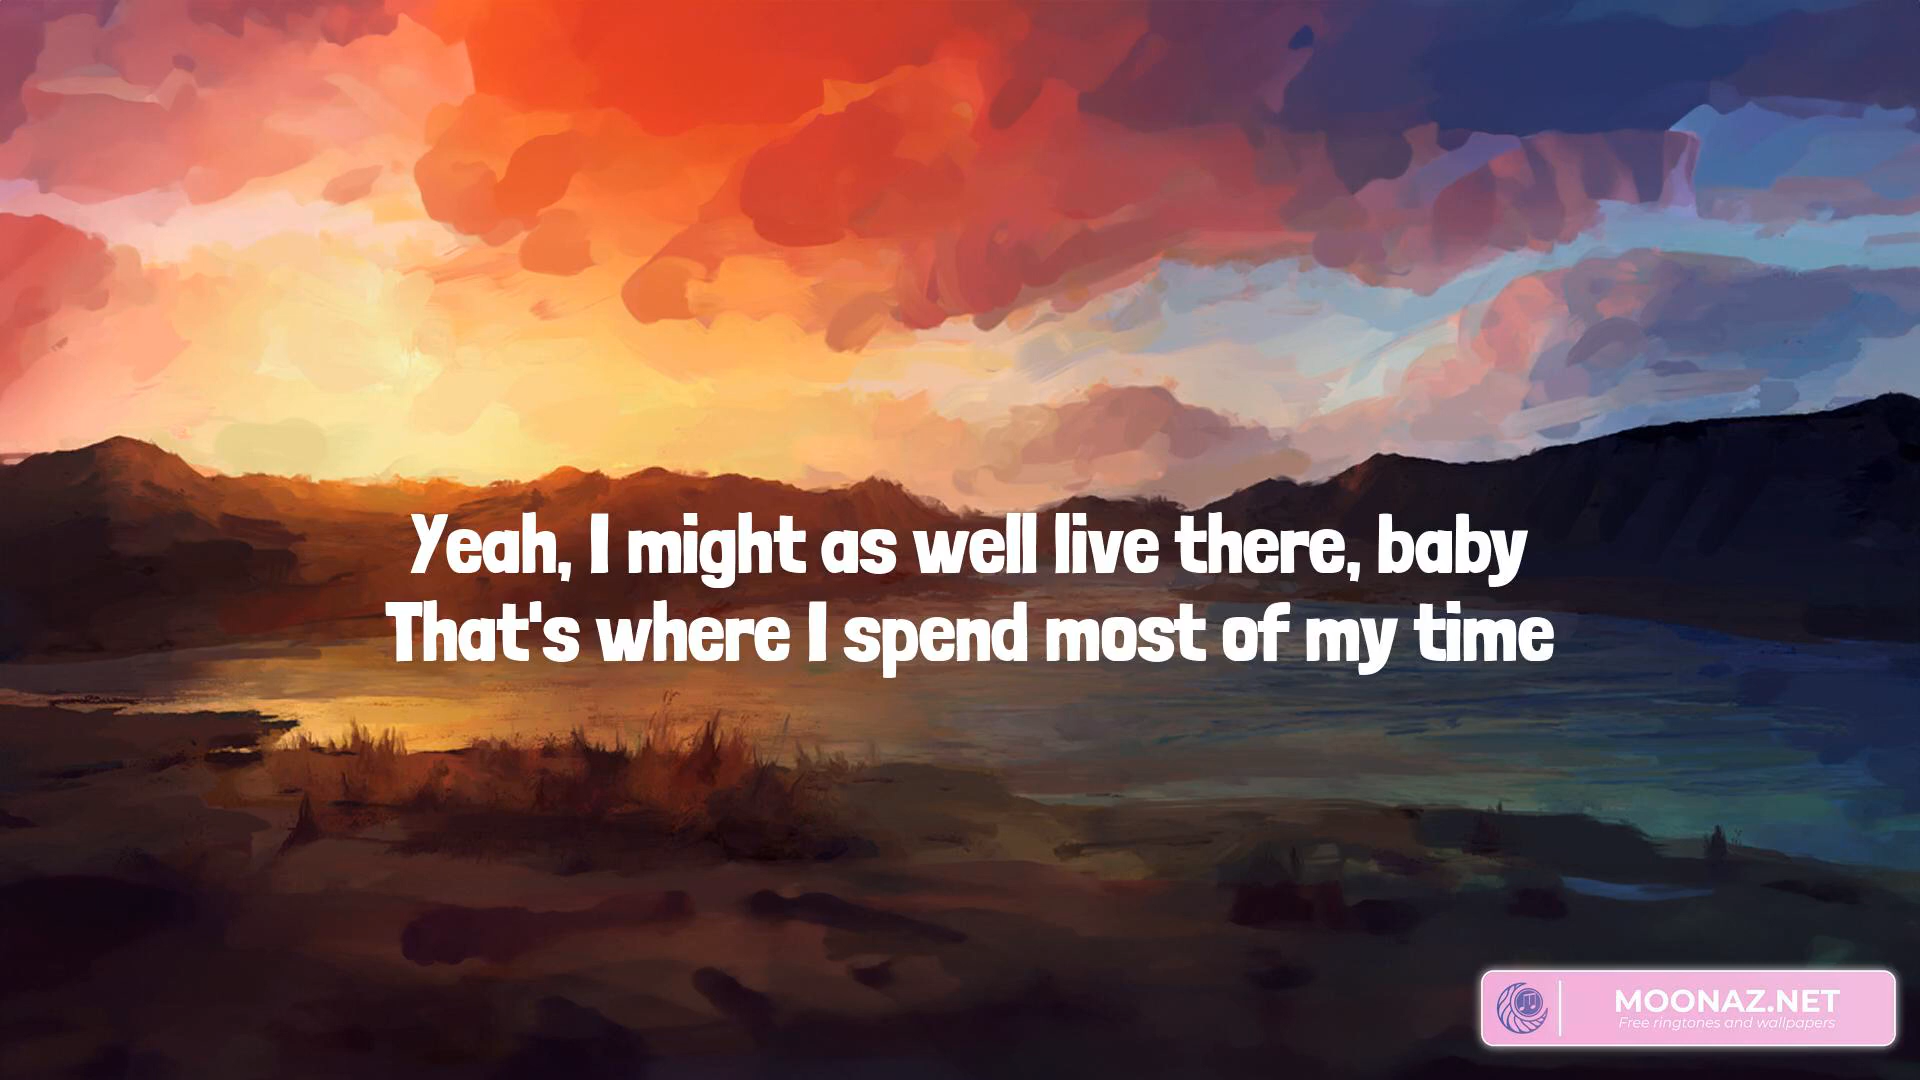 Yeah, I might as well live there, baby
That's where I spend most of my time
MOONAZ.NET
Free ringtones and wallpapers